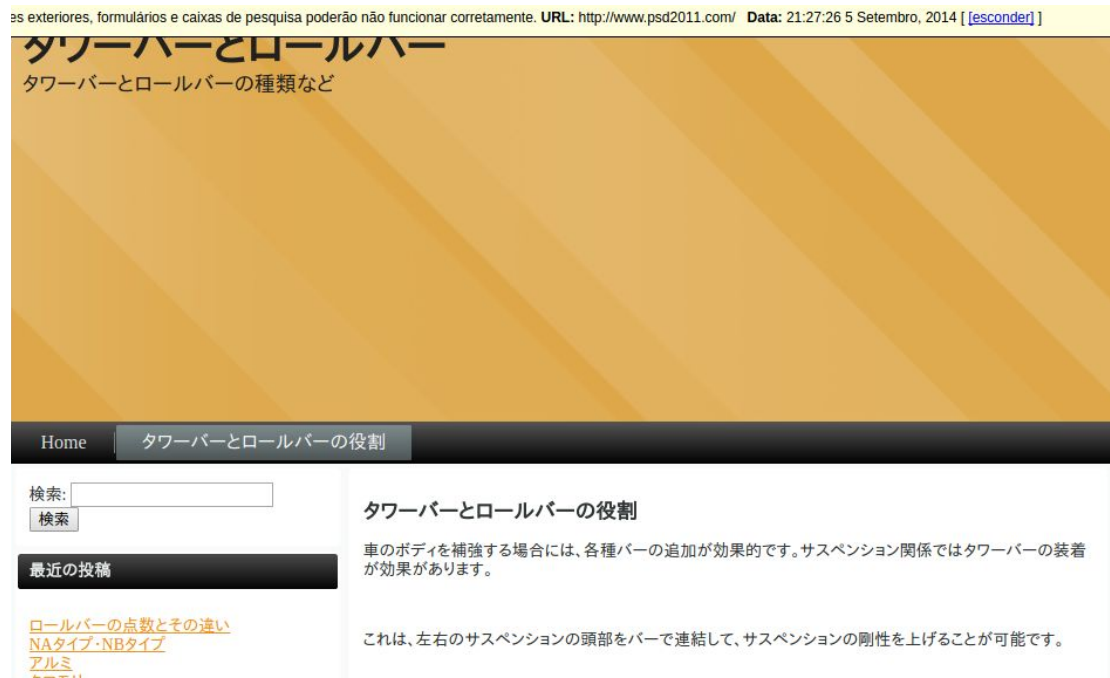 es exteriores, formulários e caixas de pesquisa poderão não funcionar corretamente. URL: http://www.psd2011.com/ Data: 21:27:26 5 Setembro, 2014 [ [esconder] ]
タワーバーとロールバー
タワーバーとロールバーの種類など
Home
タワーバーとロールバーの役割
検索:
検索
最近の投稿
ロールバーの点数とその違い
NAタイプ・NBタイプ
アルミ
タワーバーとロールバーの役割
車のボディを補強する場合には、各種バーの追加が効果的です。サスペンション関係ではタワーバーの装着
が効果があります。
これは、左右のサスペンションの頭部をバーで連結して、サスペンションの剛性を上げることが可能です。